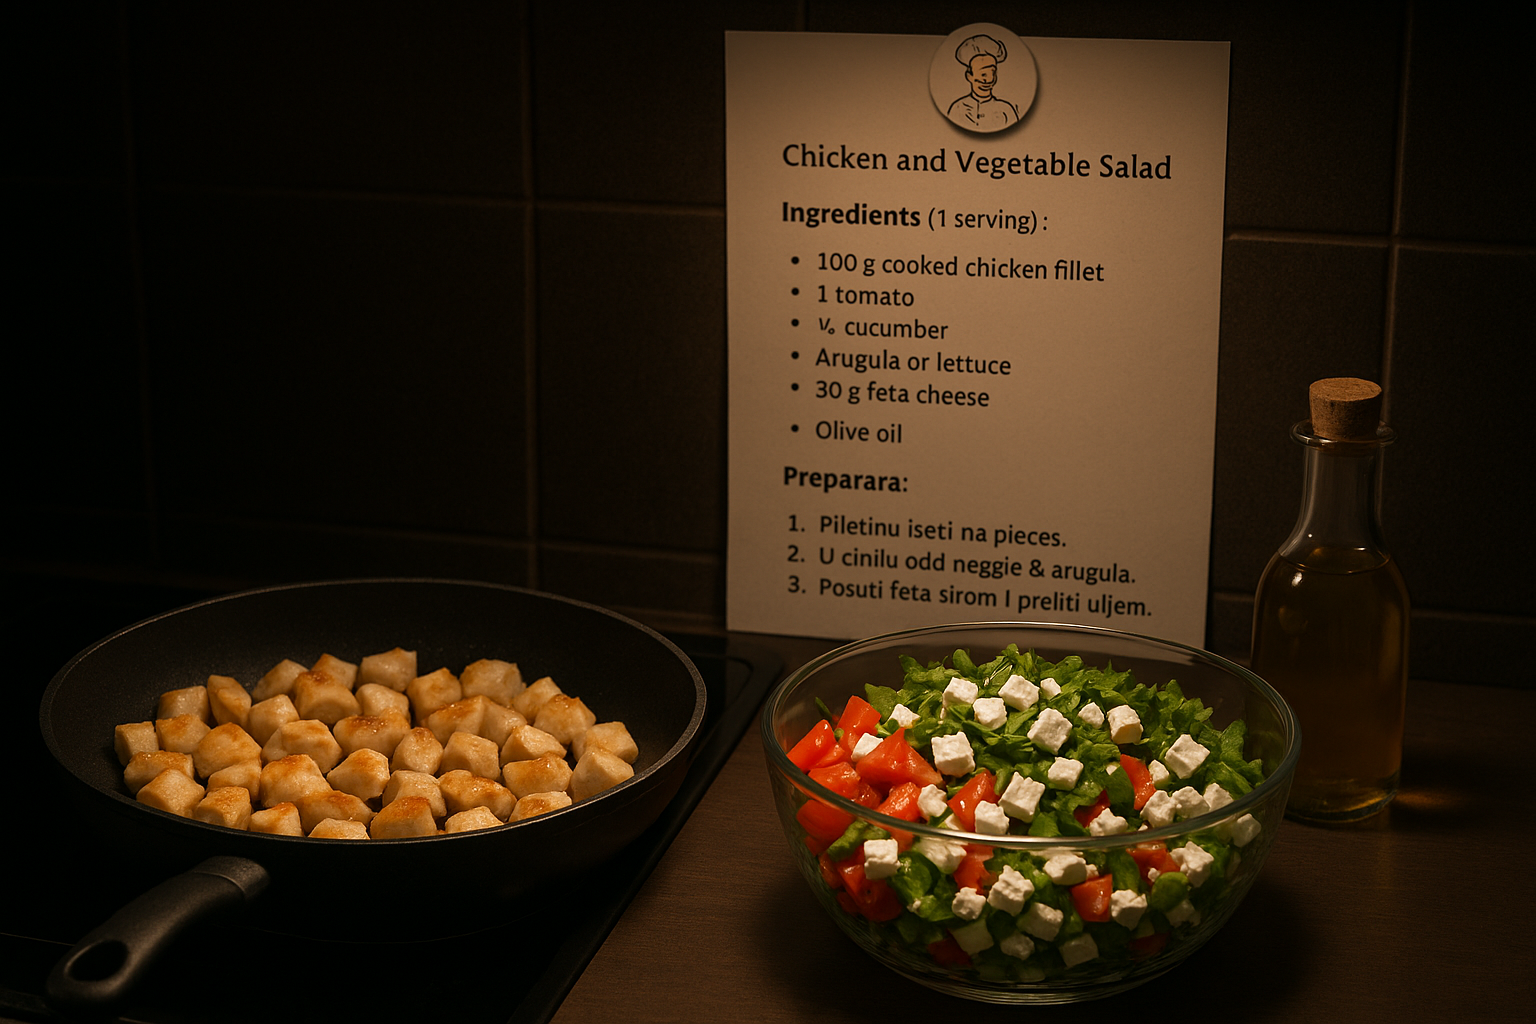 Chicken and Vegetable Salad
Ingredients (1 serving) :
• 100 g cooked chicken fillet
• 1 tomato
• cucumber
• Arugula or lettuce
• 30 g feta cheese
• Olive oil
Preparara:
1. Piletinu iseti na pieces.
2. U cinilu odd neggie & arugula.
3. Posuti feta sirom I preliti uljem.